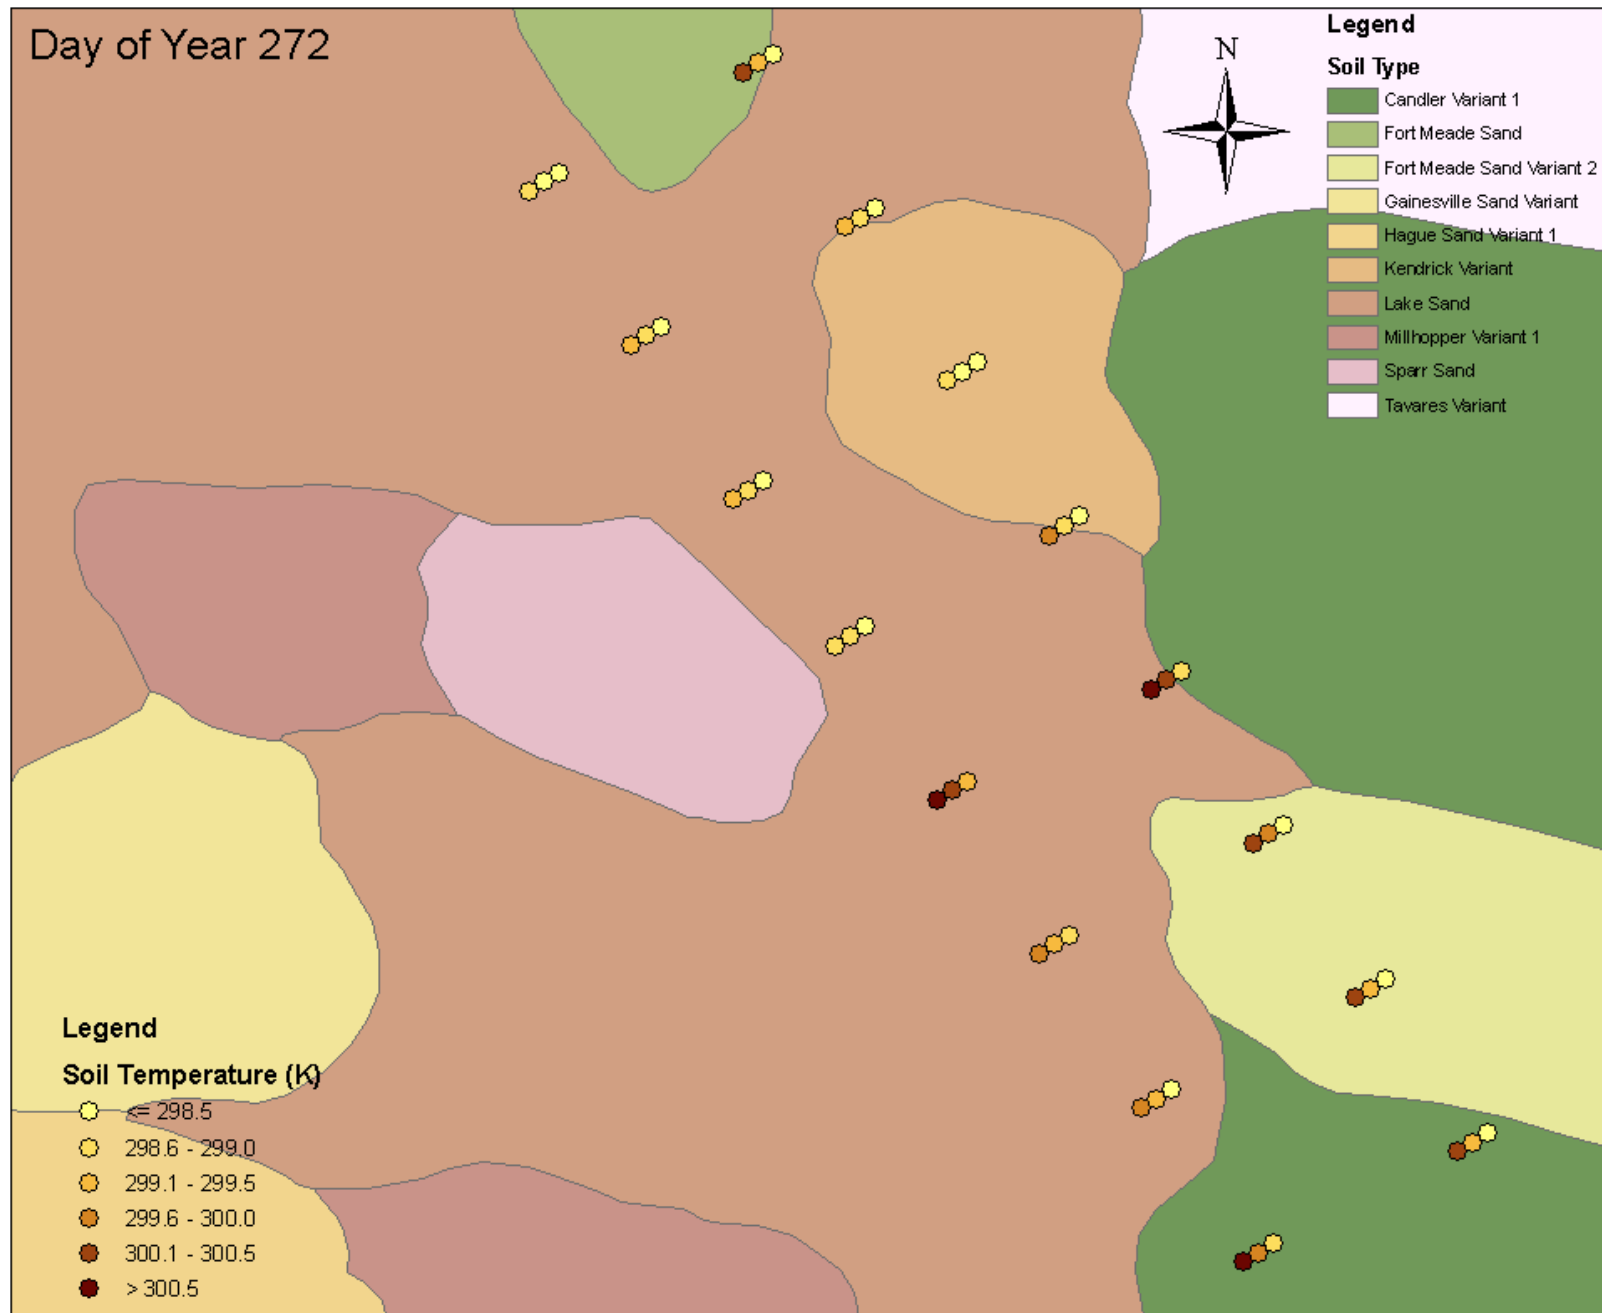 Day of Year 272
N
Legend
Soil Type
Candler Variant 1
Fort Meade Sand
Fort Meade Sand Variant 2
Gainesville Sand Variant
Hague Sand Variant 1
Kendrick Variant
Lake Sand
Millhopper Variant 1
Sparr Sand
Tavares Variant
Legend
Soil Temperature (K)
<= 298.5
298.6 - 299.0
299.1 - 299.5
299.6 - 300.0
300.1 - 300.5
> 300.5